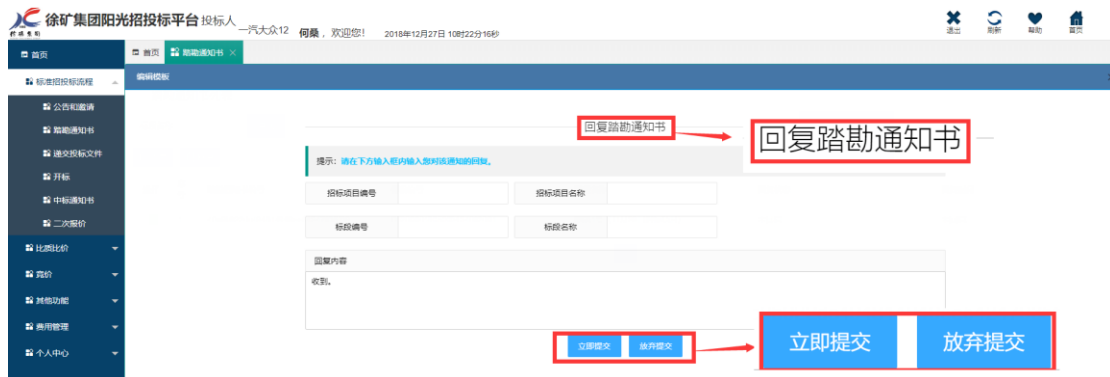 徐矿集团阳光招投标平台 投标人 一汽大众12 何燊，欢迎您! 2018年12月27日 10时22分16秒
退出 刷新 帮助 首页
首页
首页 踏勘通知书 ×
标准招投标流程
编辑模板
公告和邀请
踏勘通知书
递交投标文件
开标
中标通知书
二次报价
比质比价
竞价
其他功能
费用管理
个人中心
回复踏勘通知书
回复踏勘通知书
提示：请在下方输入框内输入您对该通知的回复。
招标项目编号 招标项目名称
标段编号 标段名称
回复内容
收到。
立即提交 放弃提交
立即提交 放弃提交